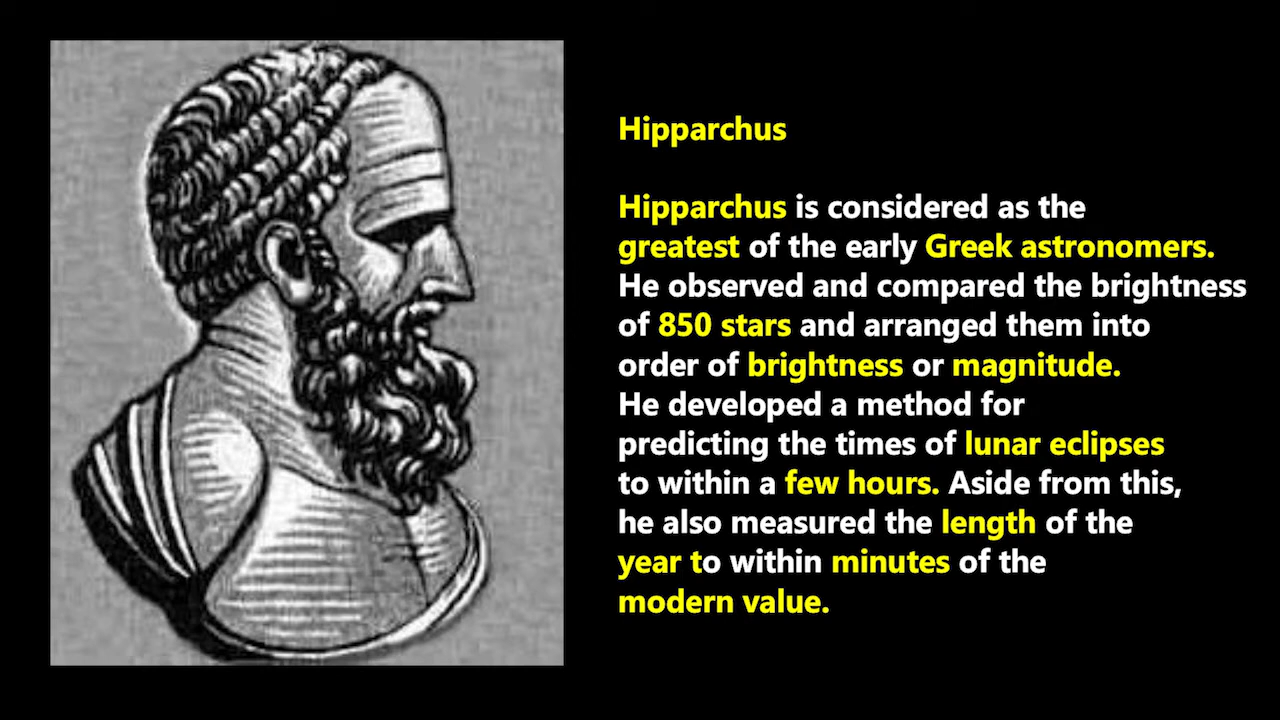 Hipparchus
Hipparchus is considered as the
greatest of the early Greek astronomers.
He observed and compared the brightness
of 850 stars and arranged them into
order of brightness or magnitude.
He developed a method for
predicting the times of lunar eclipses
to within a few hours. Aside from this,
he also measured the length of the
year to within minutes of the
modern value.